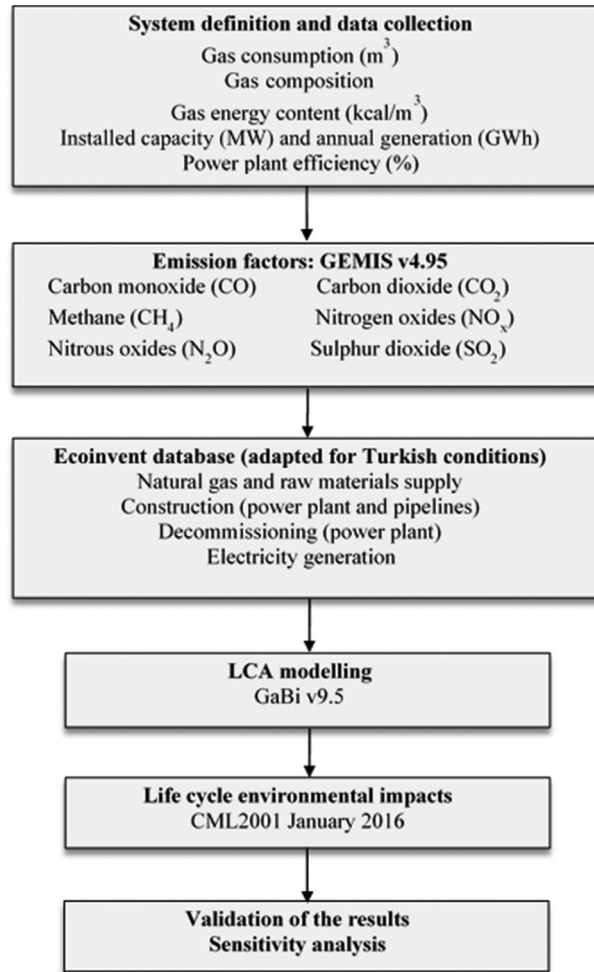 System definition and data collection
Gas consumption (m³)
Gas composition
Gas energy content (kcal/m³)
Installed capacity (MW) and annual generation (GWh)
Power plant efficiency (%)
Emission factors: GEMIS v4.95
Carbon monoxide (CO) Carbon dioxide (CO₂)
Methane (CH₄) Nitrogen oxides (NOₓ)
Nitrous oxides (N₂O) Sulphur dioxide (SO₂)
Ecoinvent database (adapted for Turkish conditions)
Natural gas and raw materials supply
Construction (power plant and pipelines)
Decommissioning (power plant)
Electricity generation
LCA modelling
GaBi v9.5
Life cycle environmental impacts
CML2001 January 2016
Validation of the results
Sensitivity analysis